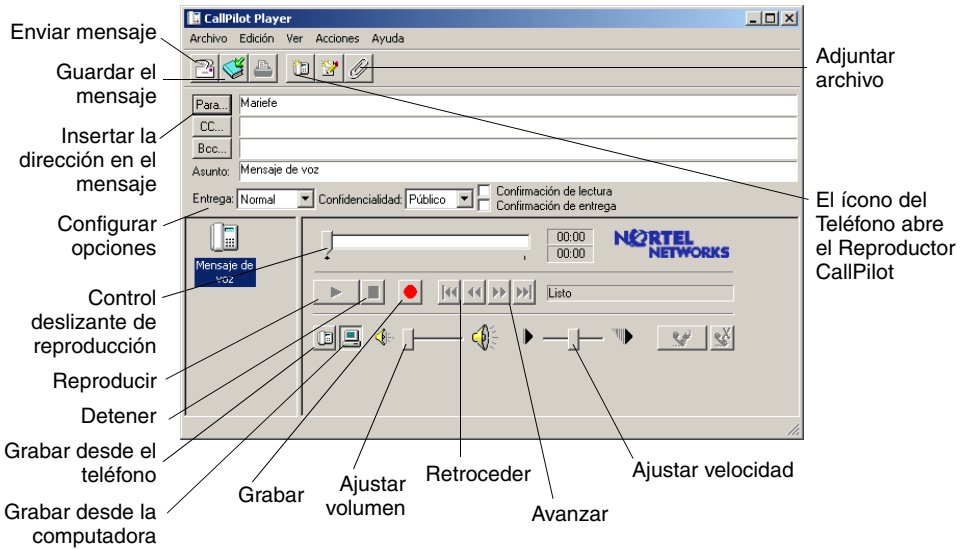 CallPilot Player
Archivo Edición Ver Acciones Ayuda
Enviar mensaje
Guardar el
mensaje
Insertar la
dirección en el
mensaje
Configurar
opciones
Control
deslizante de
reproducción
Reproducir
Detener
Grabar desde el
teléfono
Grabar desde la
computadora
Para... Mariefe
CC...
Bcc...
Asunto: Mensaje de voz
Entrega: Normal Confidencialidad: Público Confirmación de lectura
Confirmación de entrega
Mensaje de
voz
00:00
00:00
NORTEL
NETWORKS
Listo
Adjuntar
archivo
El ícono del
Teléfono abre
el Reproductor
CallPilot
Grabar
Ajustar
volumen
Retroceder
Avanzar
Ajustar velocidad